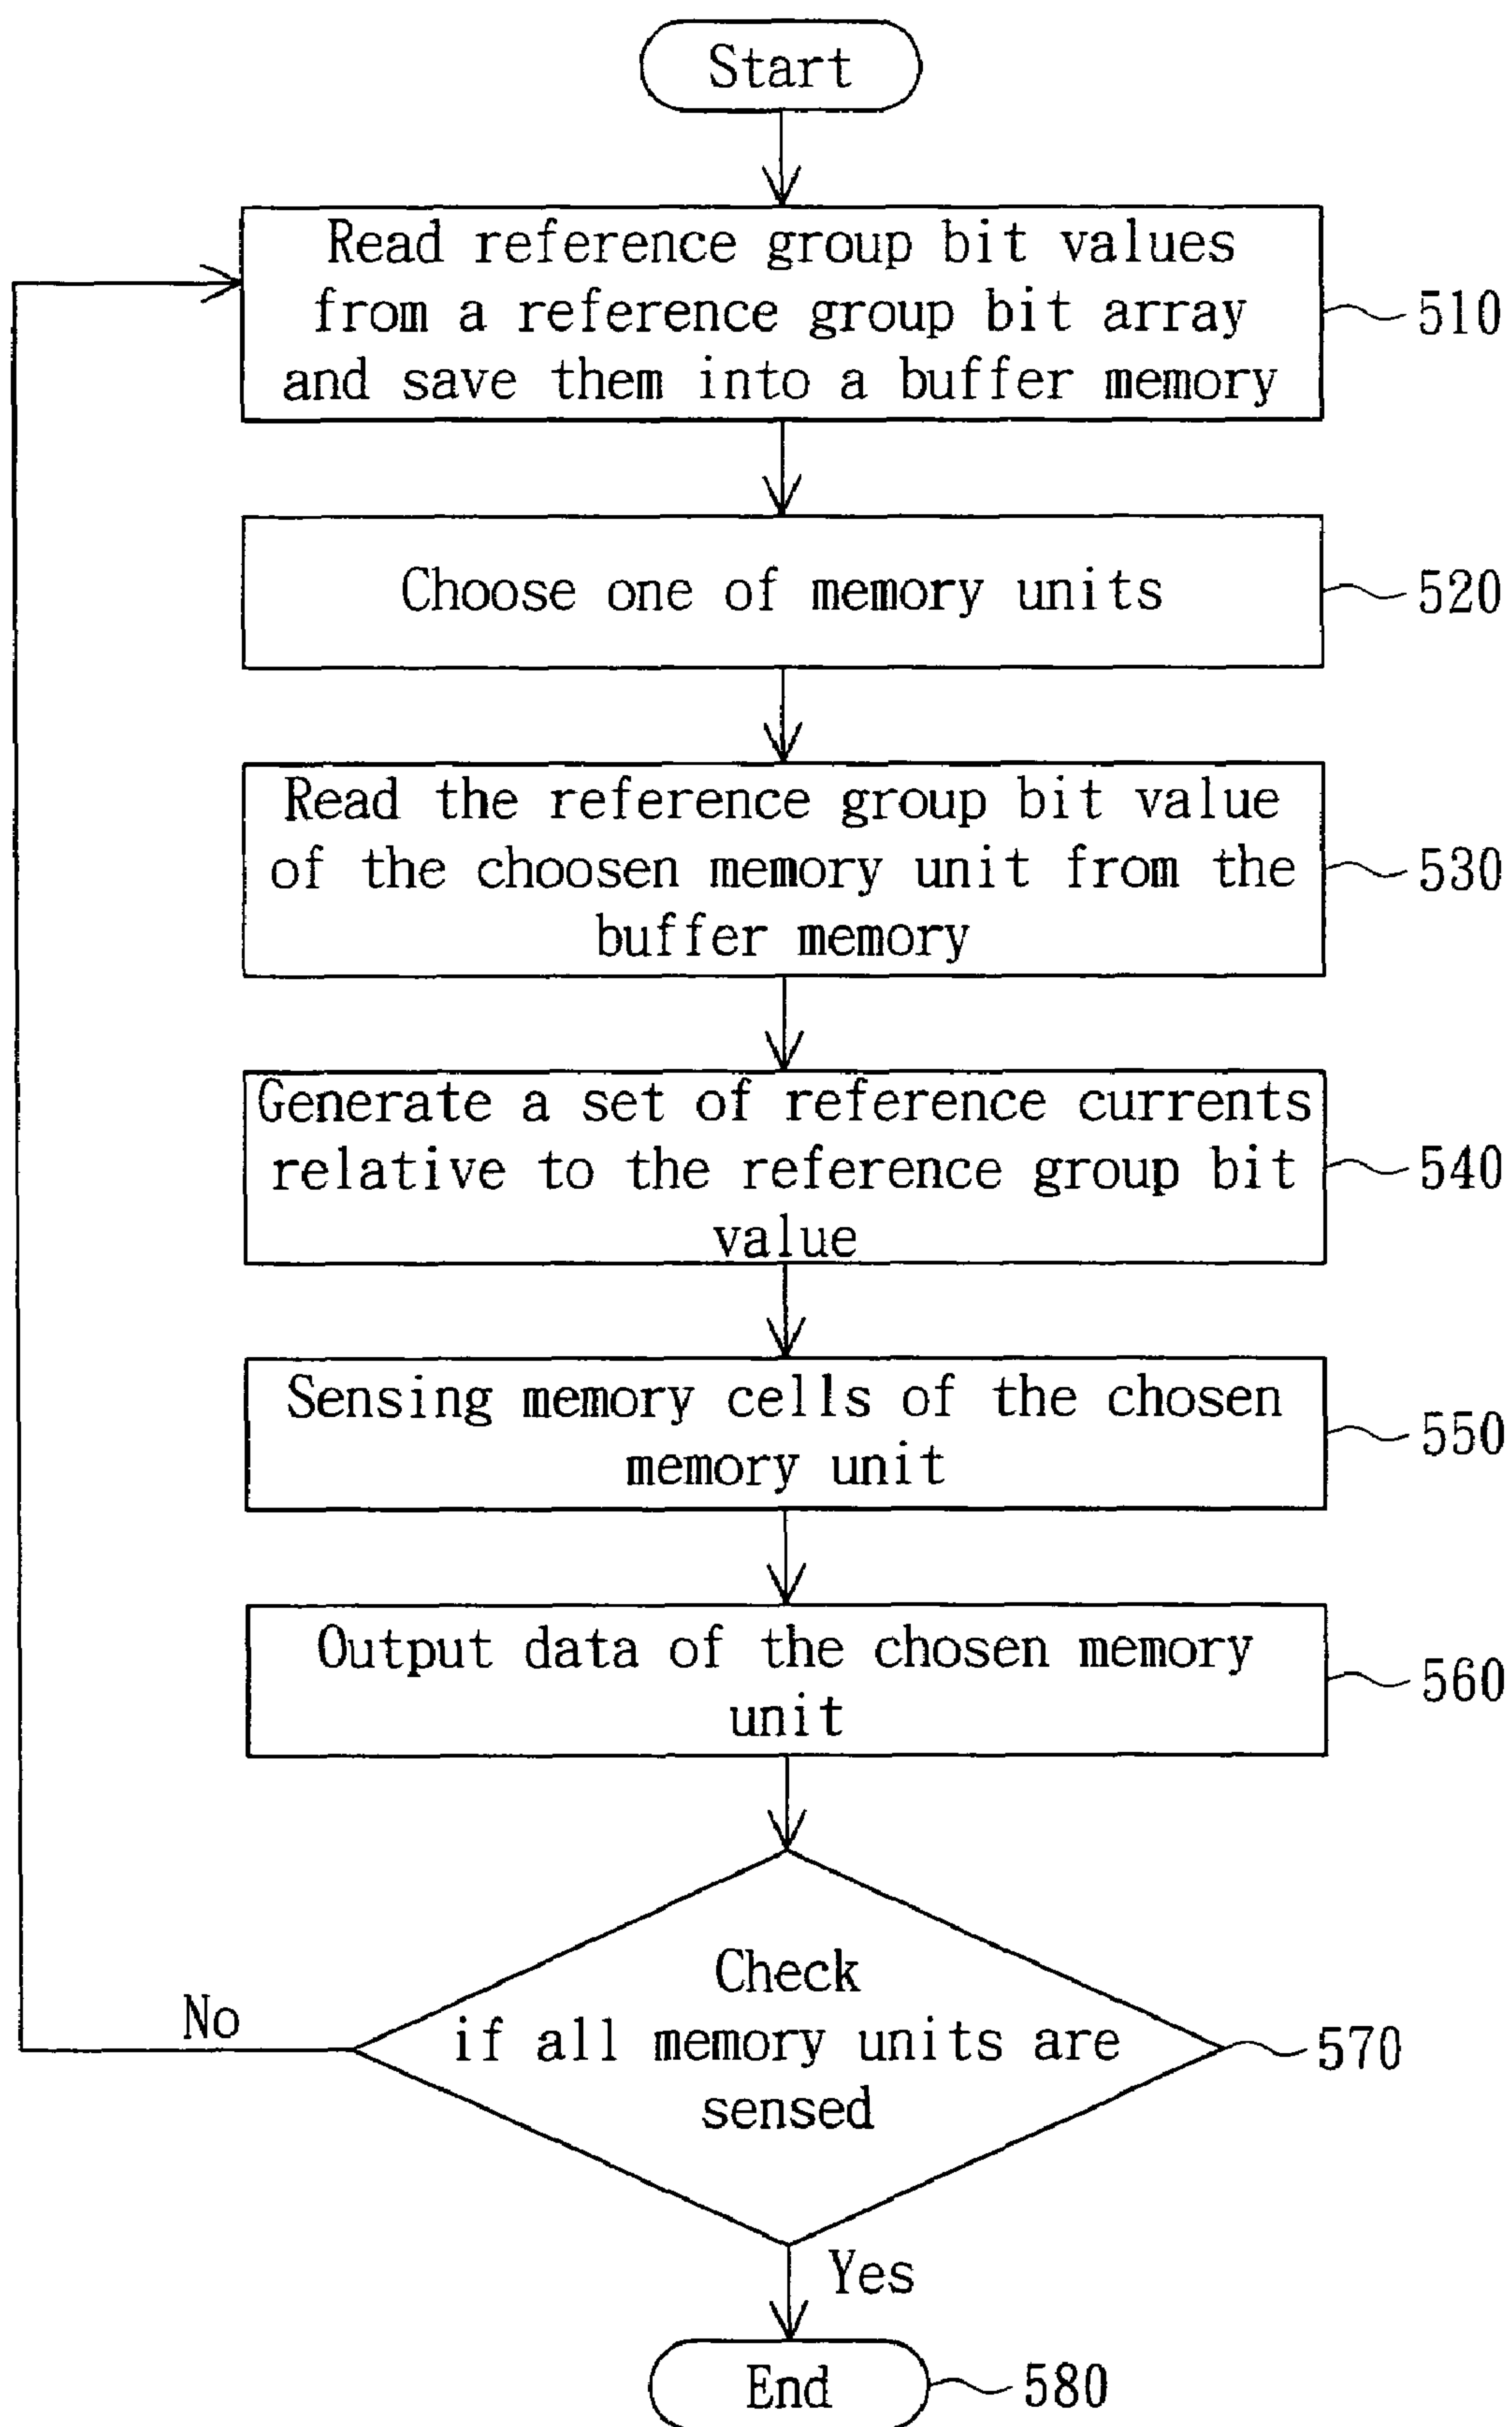 Start
Read reference group bit values
from a reference group bit array
and save them into a buffer memory
510
Choose one of memory units
520
Read the reference group bit value
of the choosen memory unit from the
buffer memory
530
Generate a set of reference currents
relative to the reference group bit
value
540
Sensing memory cells of the chosen
memory unit
550
Output data of the chosen memory
unit
560
Check
if all memory units are
sensed
570
No
Yes
End
580